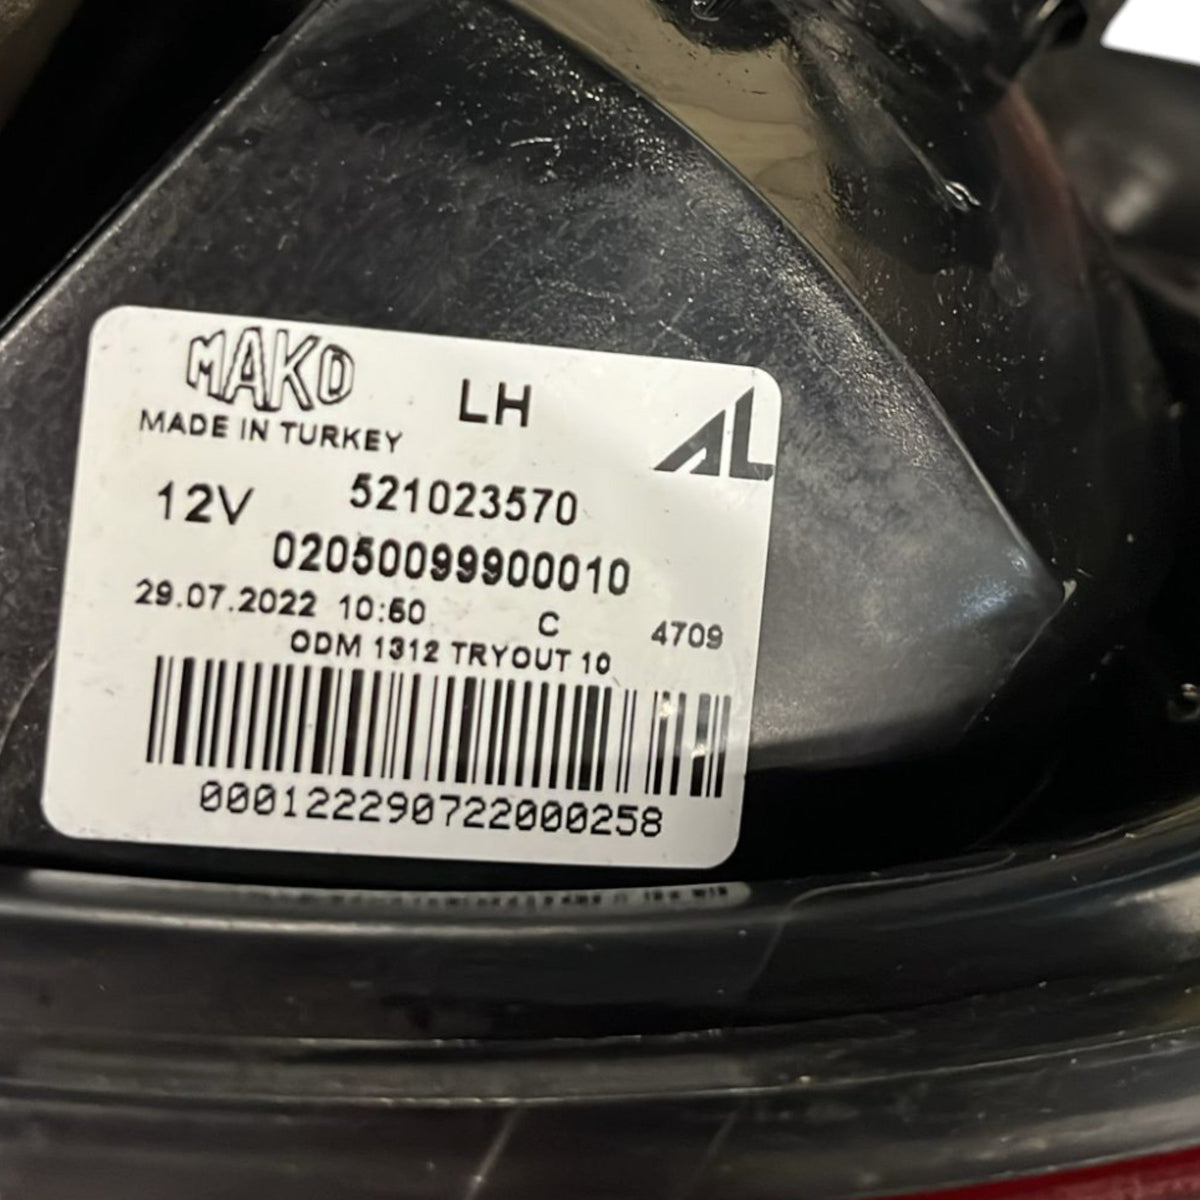 MAKO LH AL
MADE IN TURKEY
12V 521023570
02050099900010
29.07.2022 10:50 C 4709
ODM 1312 TRYOUT 10
000122290722000258